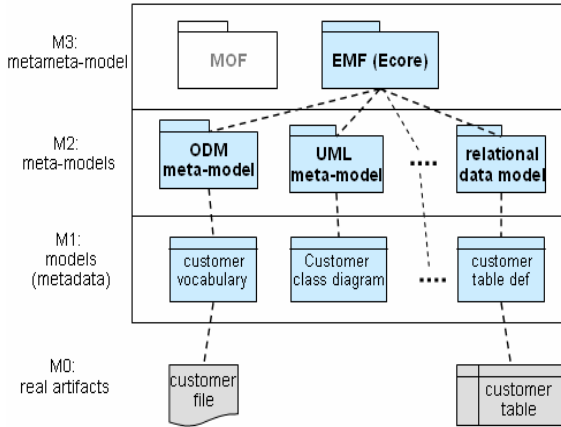 M3:
metameta-model
MOF
EMF (Ecore)
M2:
meta-models
ODM
meta-model
UML
meta-model
....
relational
data model
M1:
models
(metadata)
customer
vocabulary
Customer
class diagram
....
customer
table def
M0:
real artifacts
customer
file
customer
table